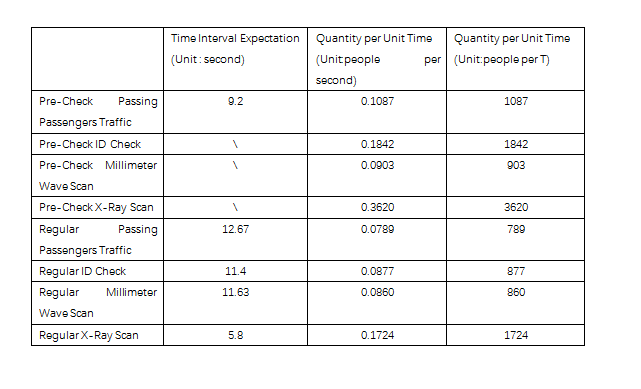 Time Interval Expectation Quantity per Unit Time Quantity per Unit Time
(Unit: second) (Unit:people per (Unit:people per T)
second)
Pre-Check Passing 9.2 0.1087 1087
Passengers Traffic
Pre-Check ID Check \ 0.1842 1842
Pre-Check Millimeter \ 0.0903 903
Wave Scan
Pre-Check X-Ray Scan \ 0.3620 3620
Regular Passing 12.67 0.0789 789
Passengers Traffic
Regular ID Check 11.4 0.0877 877
Regular Millimeter 11.63 0.0860 860
Wave Scan
Regular X-Ray Scan 5.8 0.1724 1724